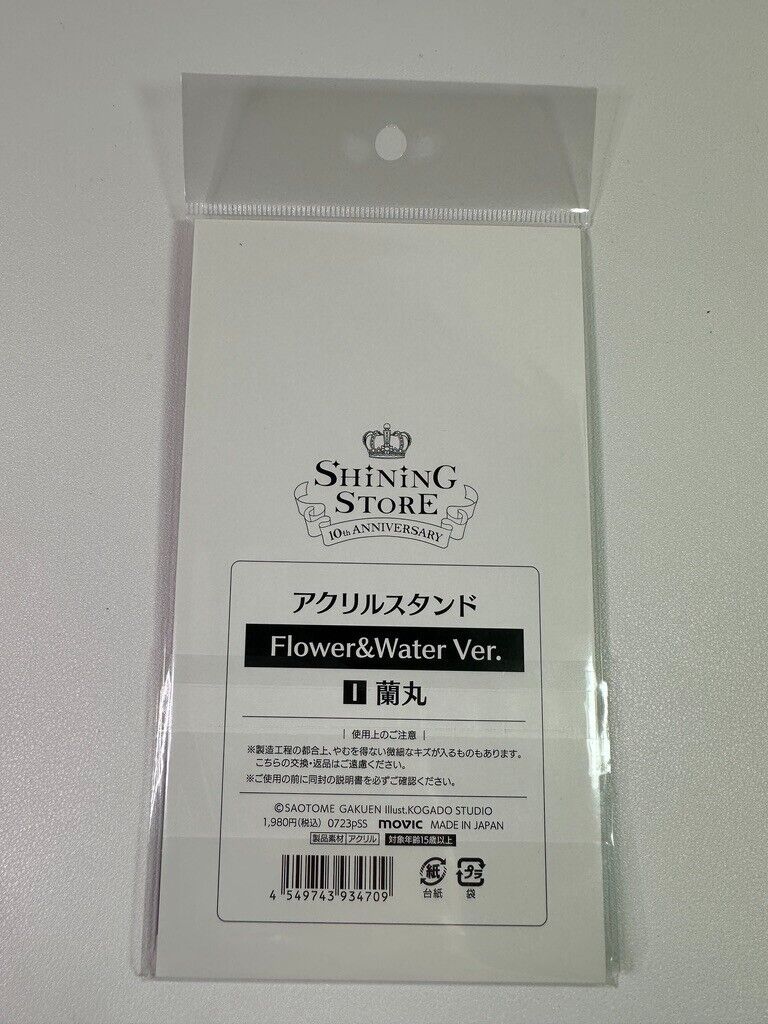 SHiNiNG
STORE
10th ANNIVERSARY
アクリルスタンド
Flower&Water Ver.
I 蘭丸
| 使用上のご注意 |
※製造工程の都合上、やむを得ない微細なキズが入るものもあります。
こちらの交換・返品はご遠慮ください。
※ご使用の前に同封の説明書を必ずご確認ください。
©SAOTOME GAKUEN Illust.KOGADO STUDIO
1,980円(税込) 0723pSS movic MADE IN JAPAN
製品素材 アクリル 対象年齢15歳以上
紙 プラ
台紙 袋
4 549743 934709